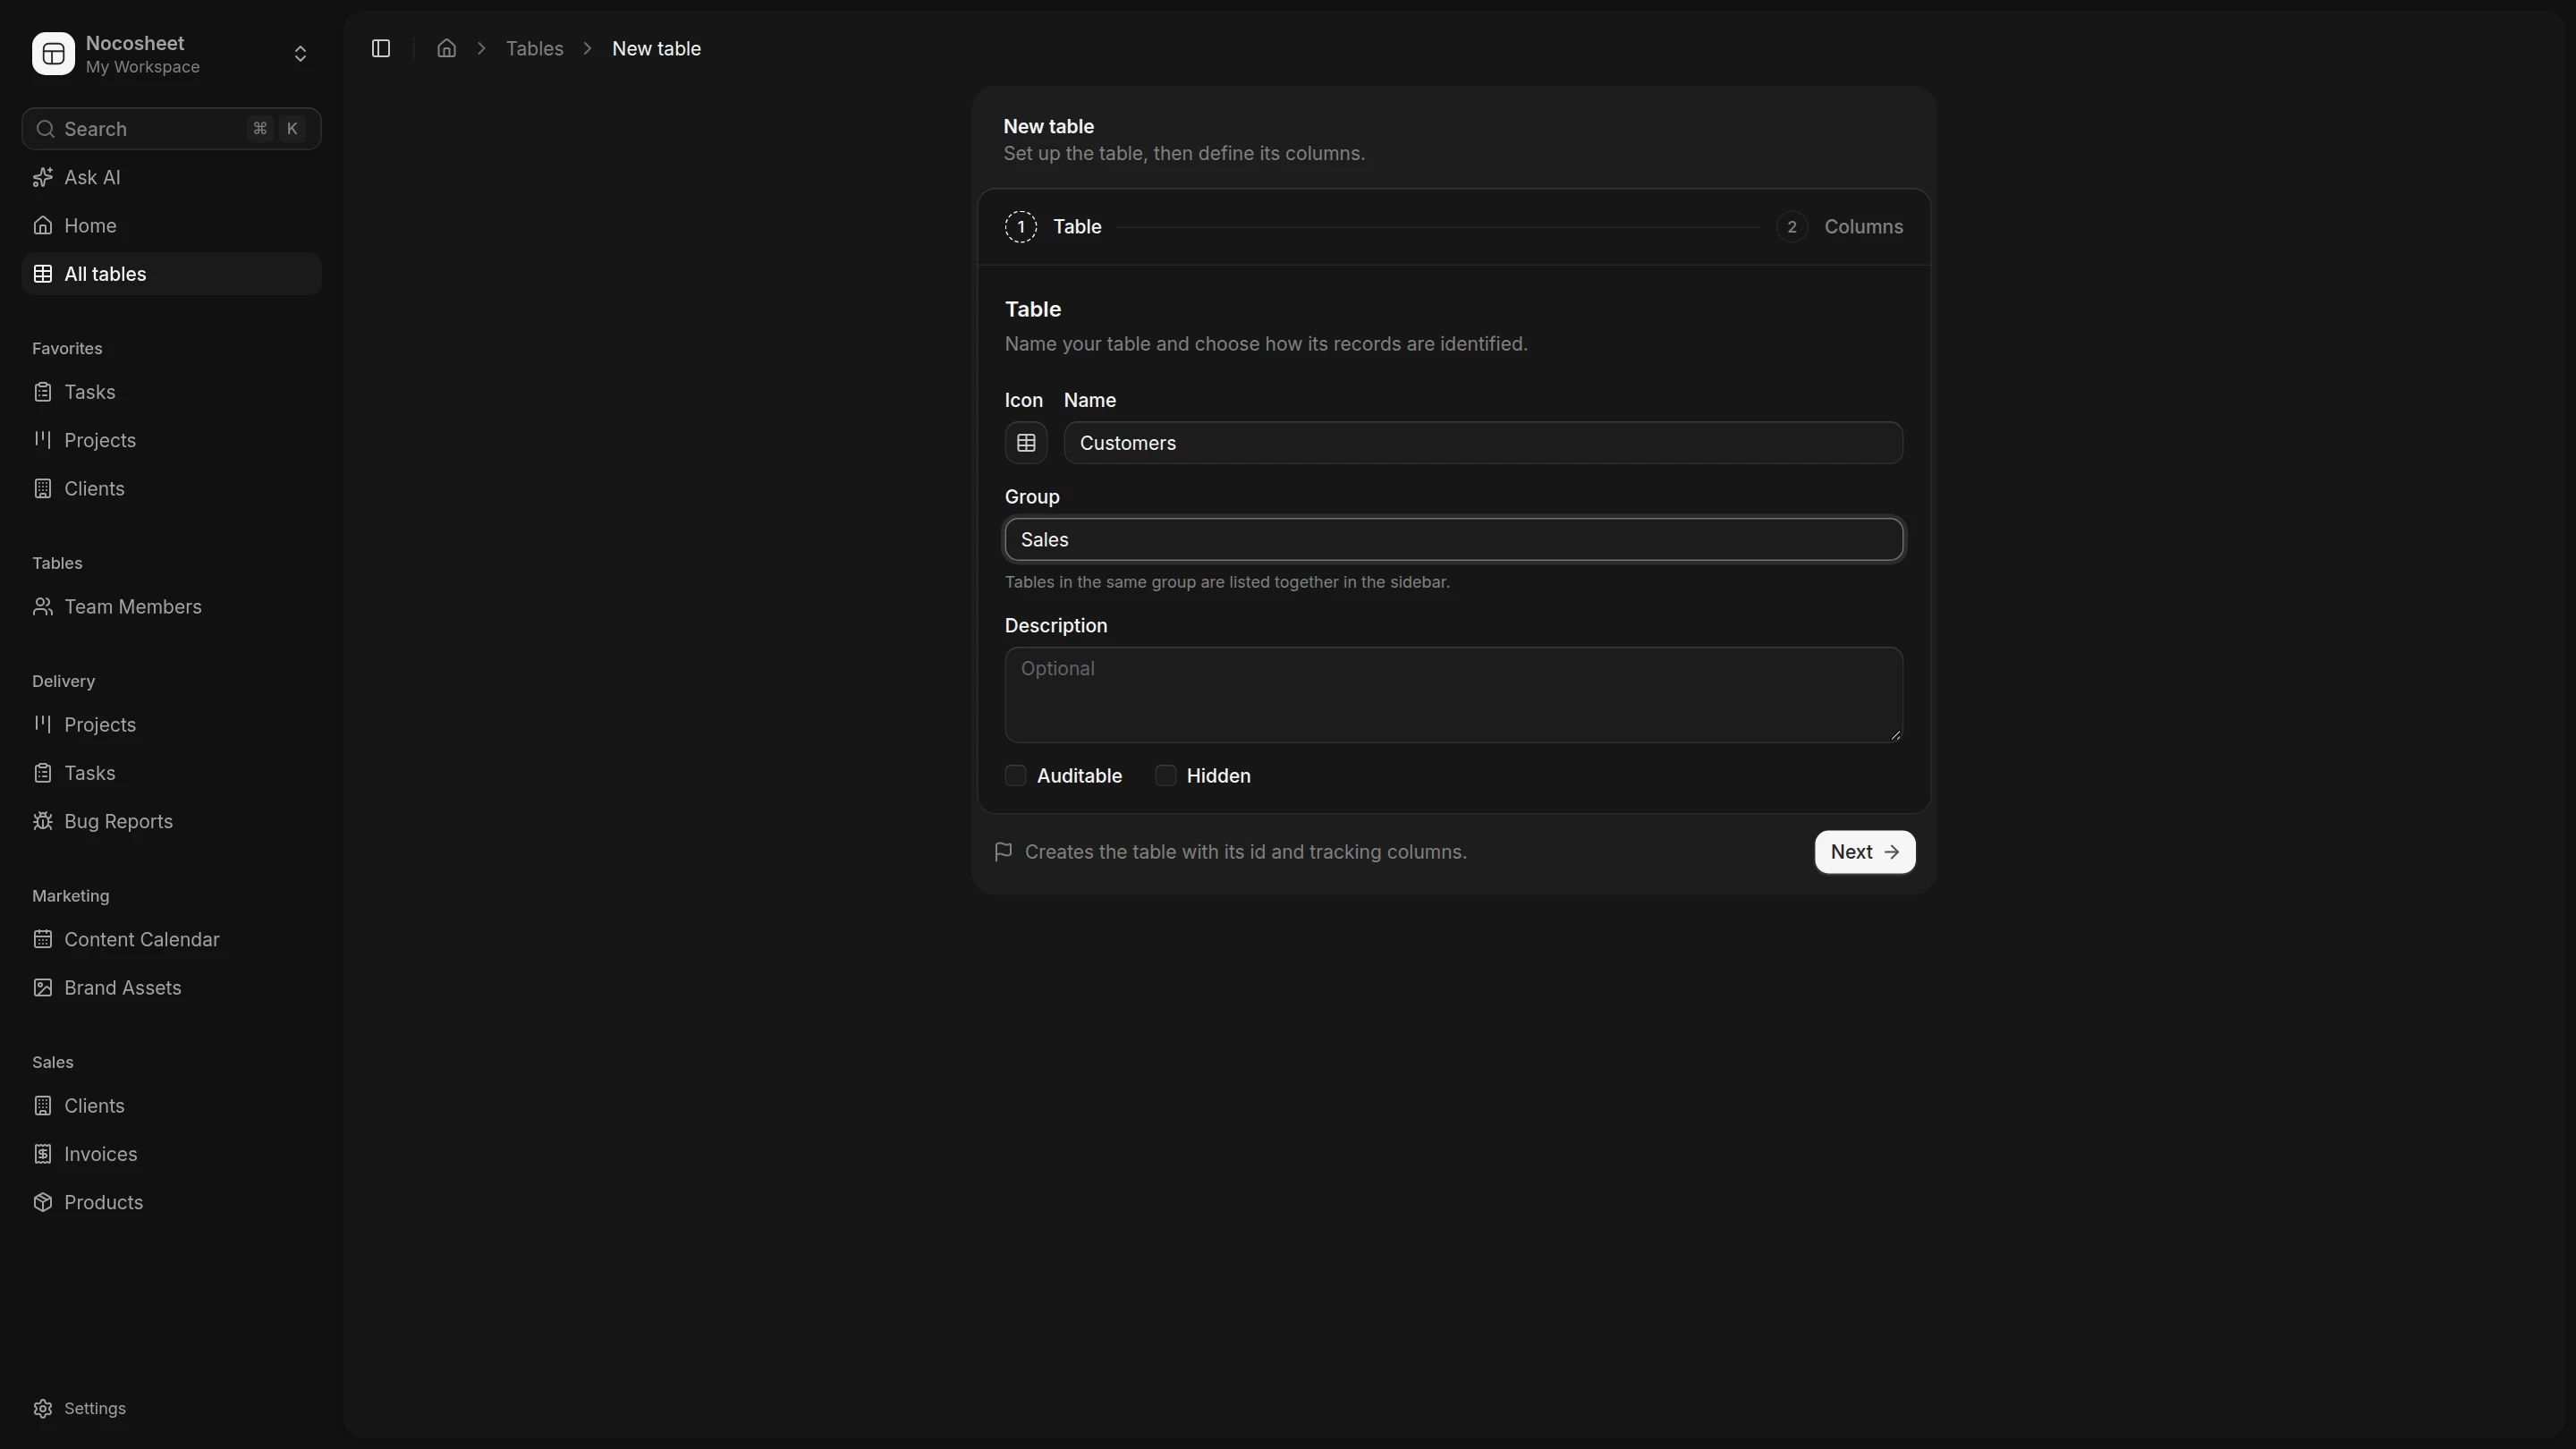 Nocosheet
My Workspace
Search ⌘ K
Ask AI
Home
All tables
Favorites
Tasks
Projects
Clients
Tables
Team Members
Delivery
Projects
Tasks
Bug Reports
Marketing
Content Calendar
Brand Assets
Sales
Clients
Invoices
Products
Settings
Tables
New table
New table
Set up the table, then define its columns.
1 Table
2 Columns
Table
Name your table and choose how its records are identified.
Icon Name
Customers
Group
Sales
Tables in the same group are listed together in the sidebar.
Description
Optional
Auditable Hidden
Creates the table with its id and tracking columns.
Next